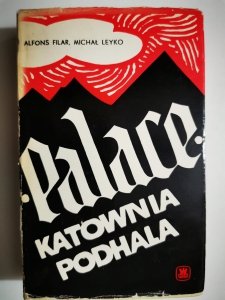 ALFONS FILAR, MICHAŁ LEYKO
Palace
KATOWNIA
PODHALA